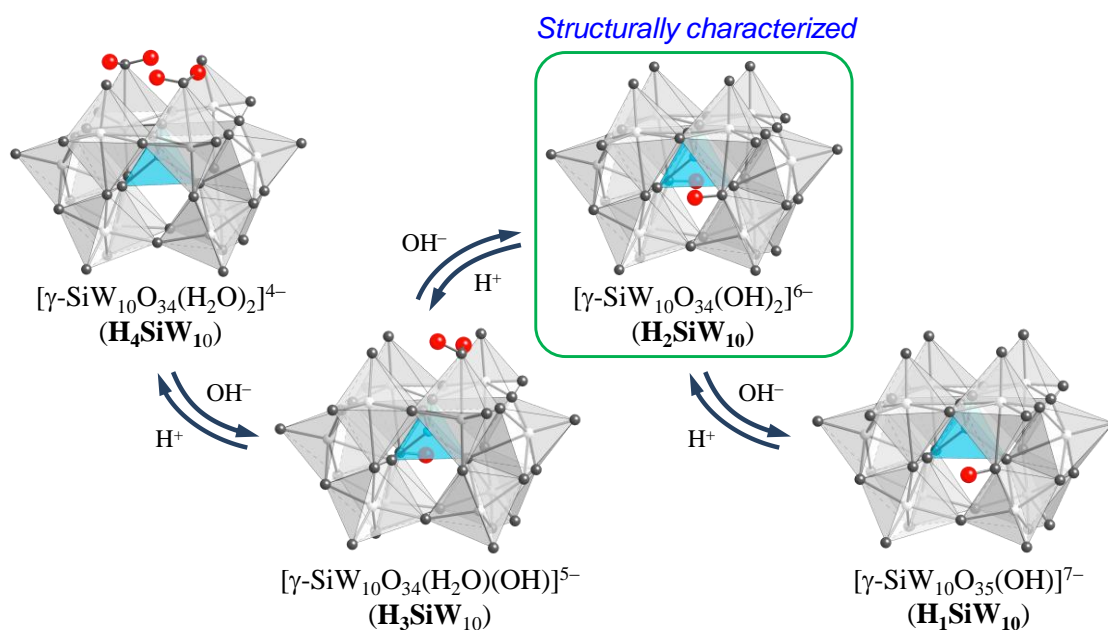 Structurally characterized
[γ-SiW₁₀O₃₄(H₂O)₂]⁴⁻
(H₄SiW₁₀)
OH⁻
H⁺
[γ-SiW₁₀O₃₄(OH)₂]⁶⁻
(H₂SiW₁₀)
OH⁻
H⁺
OH⁻
H⁺
[γ-SiW₁₀O₃₄(H₂O)(OH)]⁵⁻
(H₃SiW₁₀)
[γ-SiW₁₀O₃₅(OH)]⁷⁻
(H₁SiW₁₀)